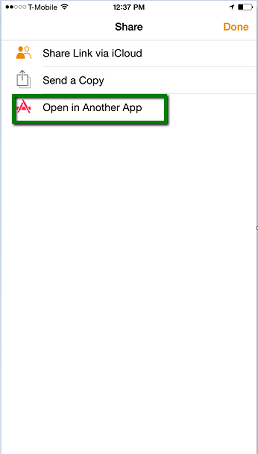 T-Mobile 12:37 PM
Share Done
Share Link via iCloud
Send a Copy
Open in Another App